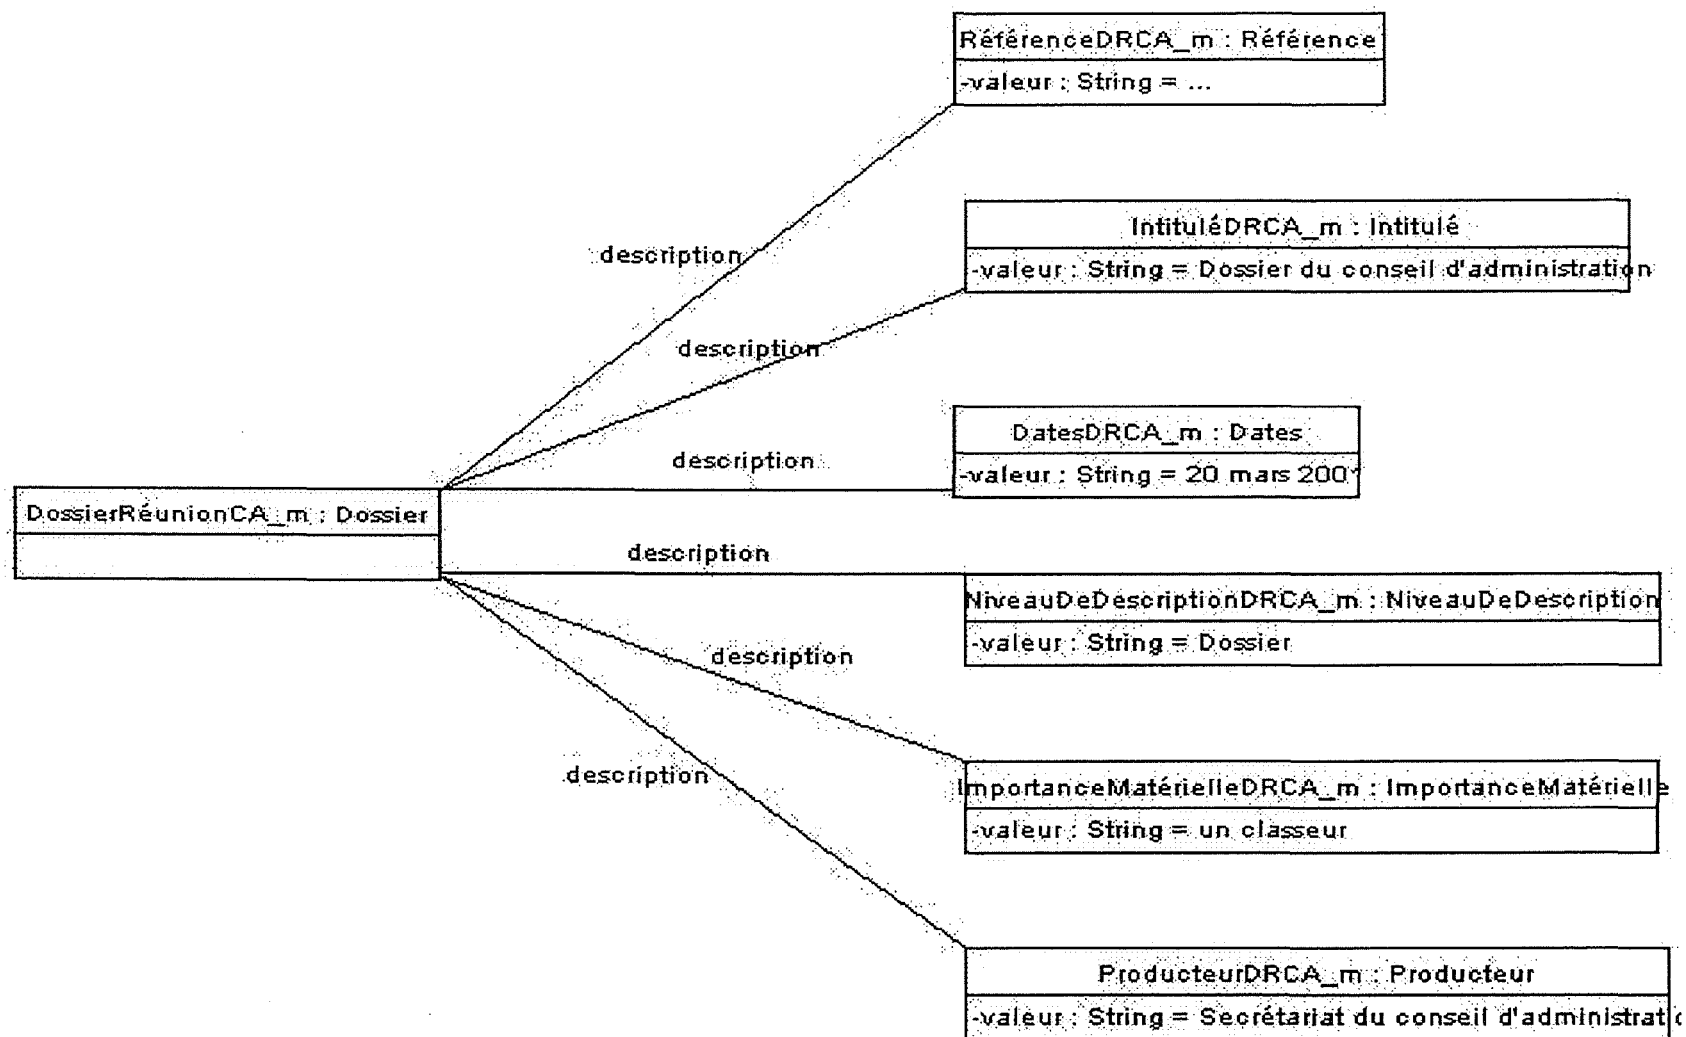 RéférenceDRCA_m : Référence
-valeur : String = ...
IntituléDRCA_m : Intitulé
-valeur : String = Dossier du conseil d'administration
description
description
DatesDRCA_m : Dates
-valeur : String = 20 mars 2001
description
DossierRéunionCA_m : Dossier
description
NiveauDeDescriptionDRCA_m : NiveauDeDescription
-valeur : String = Dossier
description
ImportanceMatérielleDRCA_m : ImportanceMatérielle
-valeur : String = un classeur
description
ProducteurDRCA_m : Producteur
-valeur : String = Secrétariat du conseil d'administrati